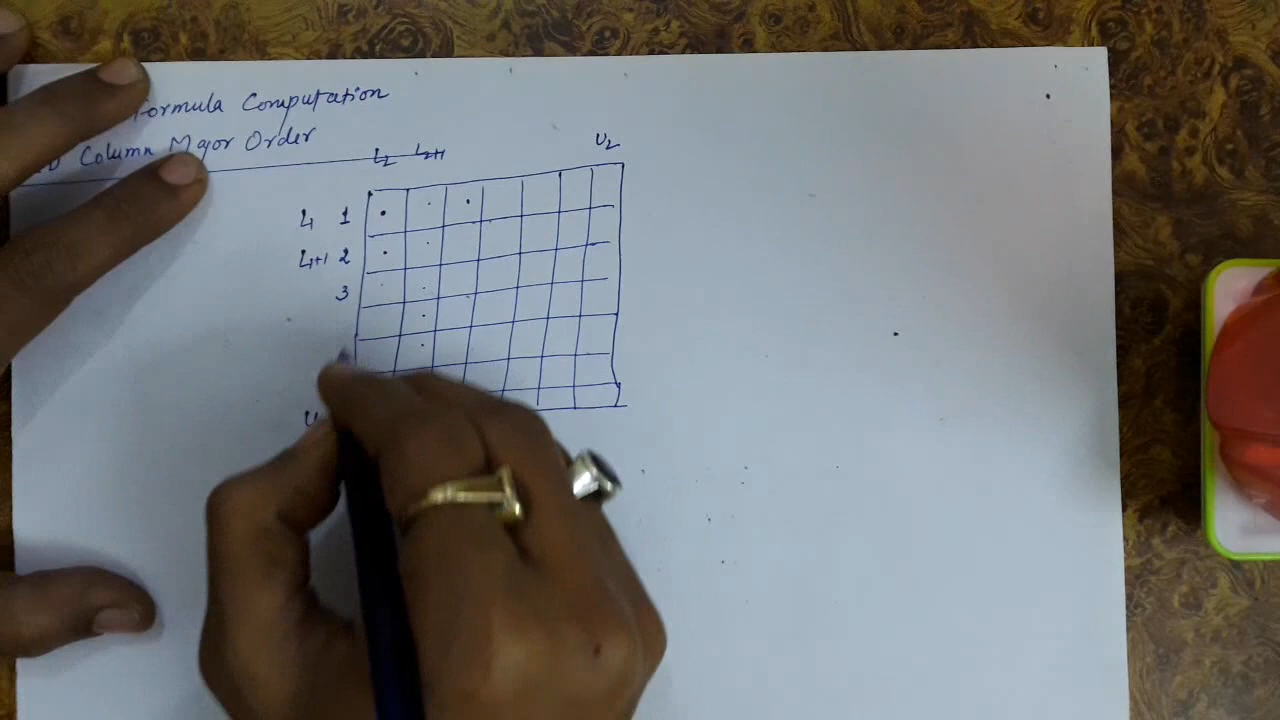 Formula Computation
Column Major Order
L2 L2+1 U2
L1 1
L1+1 2
3
U